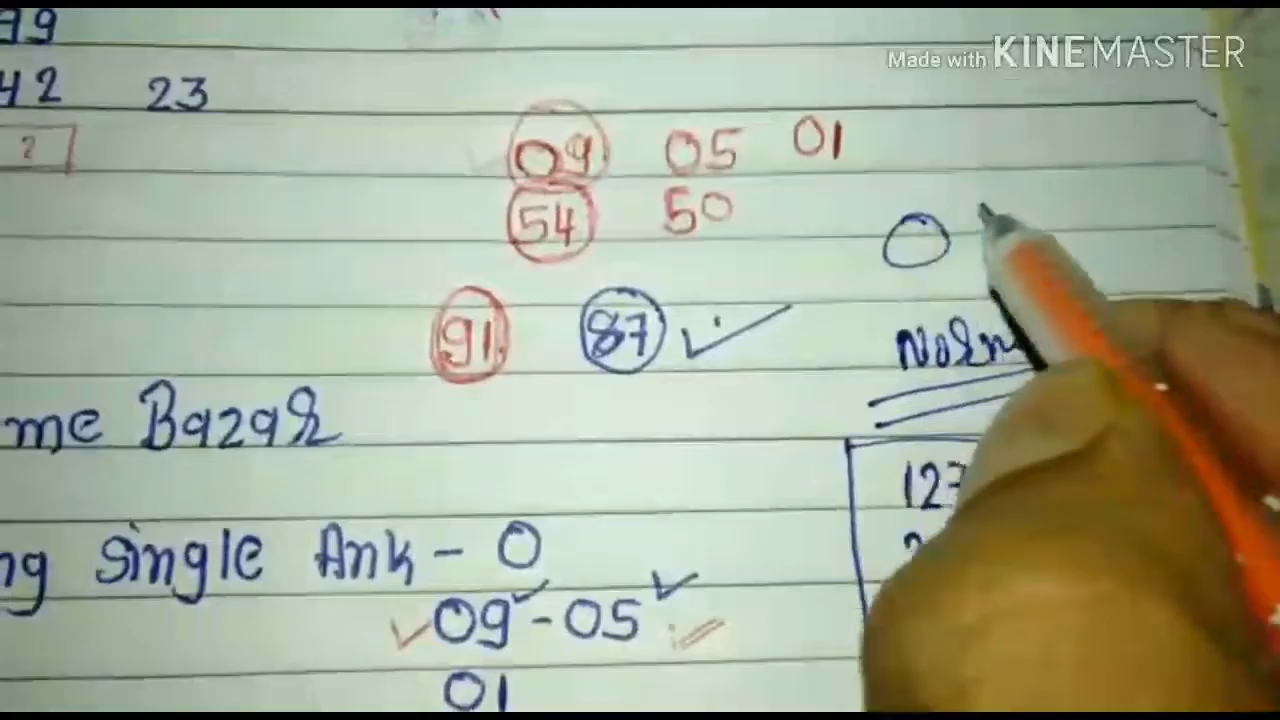 99
42 23
Made with KINEMASTER
?
09 05 01
54 50
0
91 87
me Bazar
ng single Ank - 0
09 - 05
01